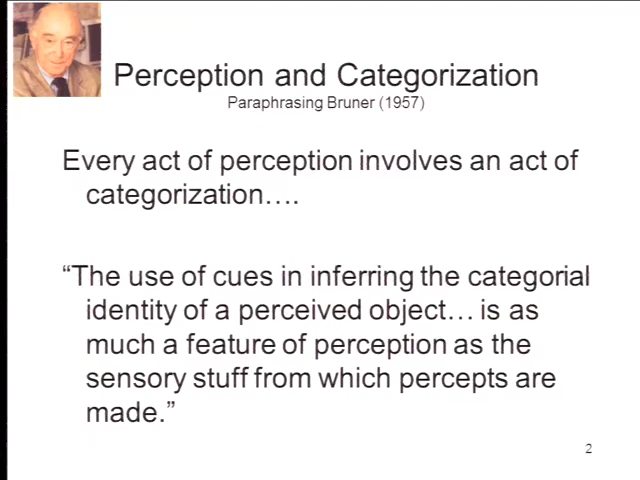 Perception and Categorization
Paraphrasing Bruner (1957)
Every act of perception involves an act of
categorization….
“The use of cues in inferring the categorial
identity of a perceived object… is as
much a feature of perception as the
sensory stuff from which percepts are
made.”
2